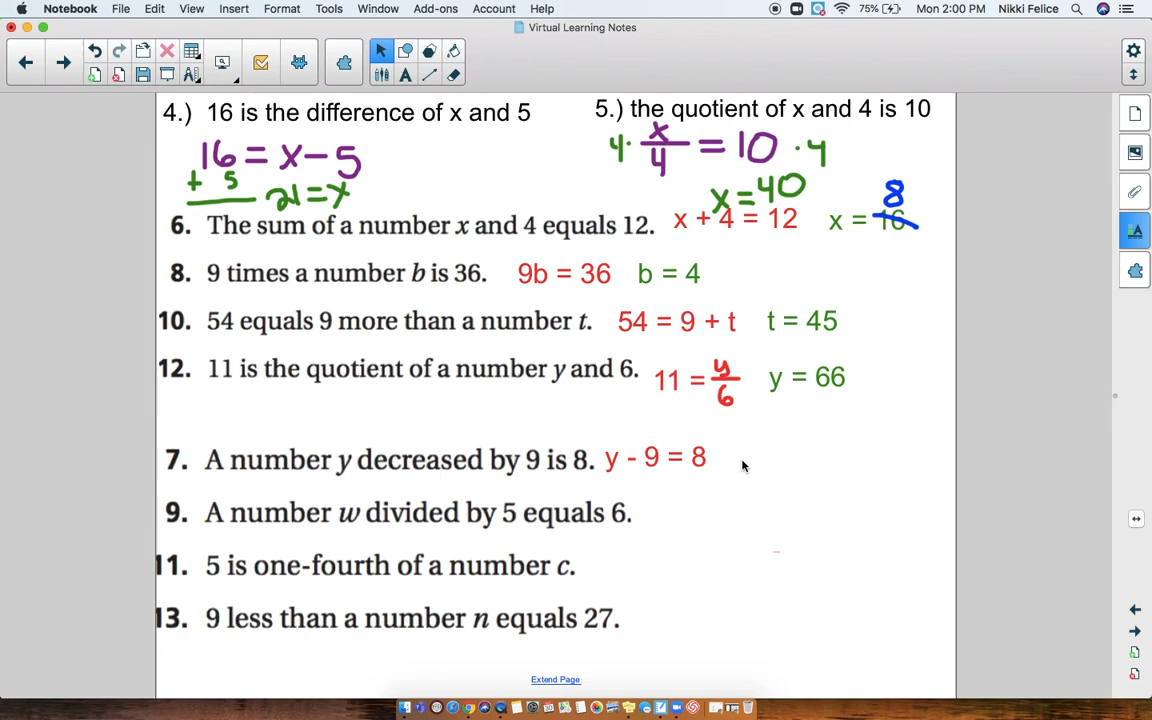 Notebook File Edit View Insert Format Tools Window Add-ons Account Help 75% Mon 2:00 PM Nikki Felice
Virtual Learning Notes
4.) 16 is the difference of x and 5
16 = x - 5
+ 5
21 = x
5.) the quotient of x and 4 is 10
4 · x/4 = 10 · 4
x = 40
6. The sum of a number x and 4 equals 12. x + 4 = 12 x = 16 8
8. 9 times a number b is 36. 9b = 36 b = 4
10. 54 equals 9 more than a number t. 54 = 9 + t t = 45
12. 11 is the quotient of a number y and 6. 11 = y/6 y = 66
7. A number y decreased by 9 is 8. y - 9 = 8
9. A number w divided by 5 equals 6.
11. 5 is one-fourth of a number c.
13. 9 less than a number n equals 27.
Extend Page